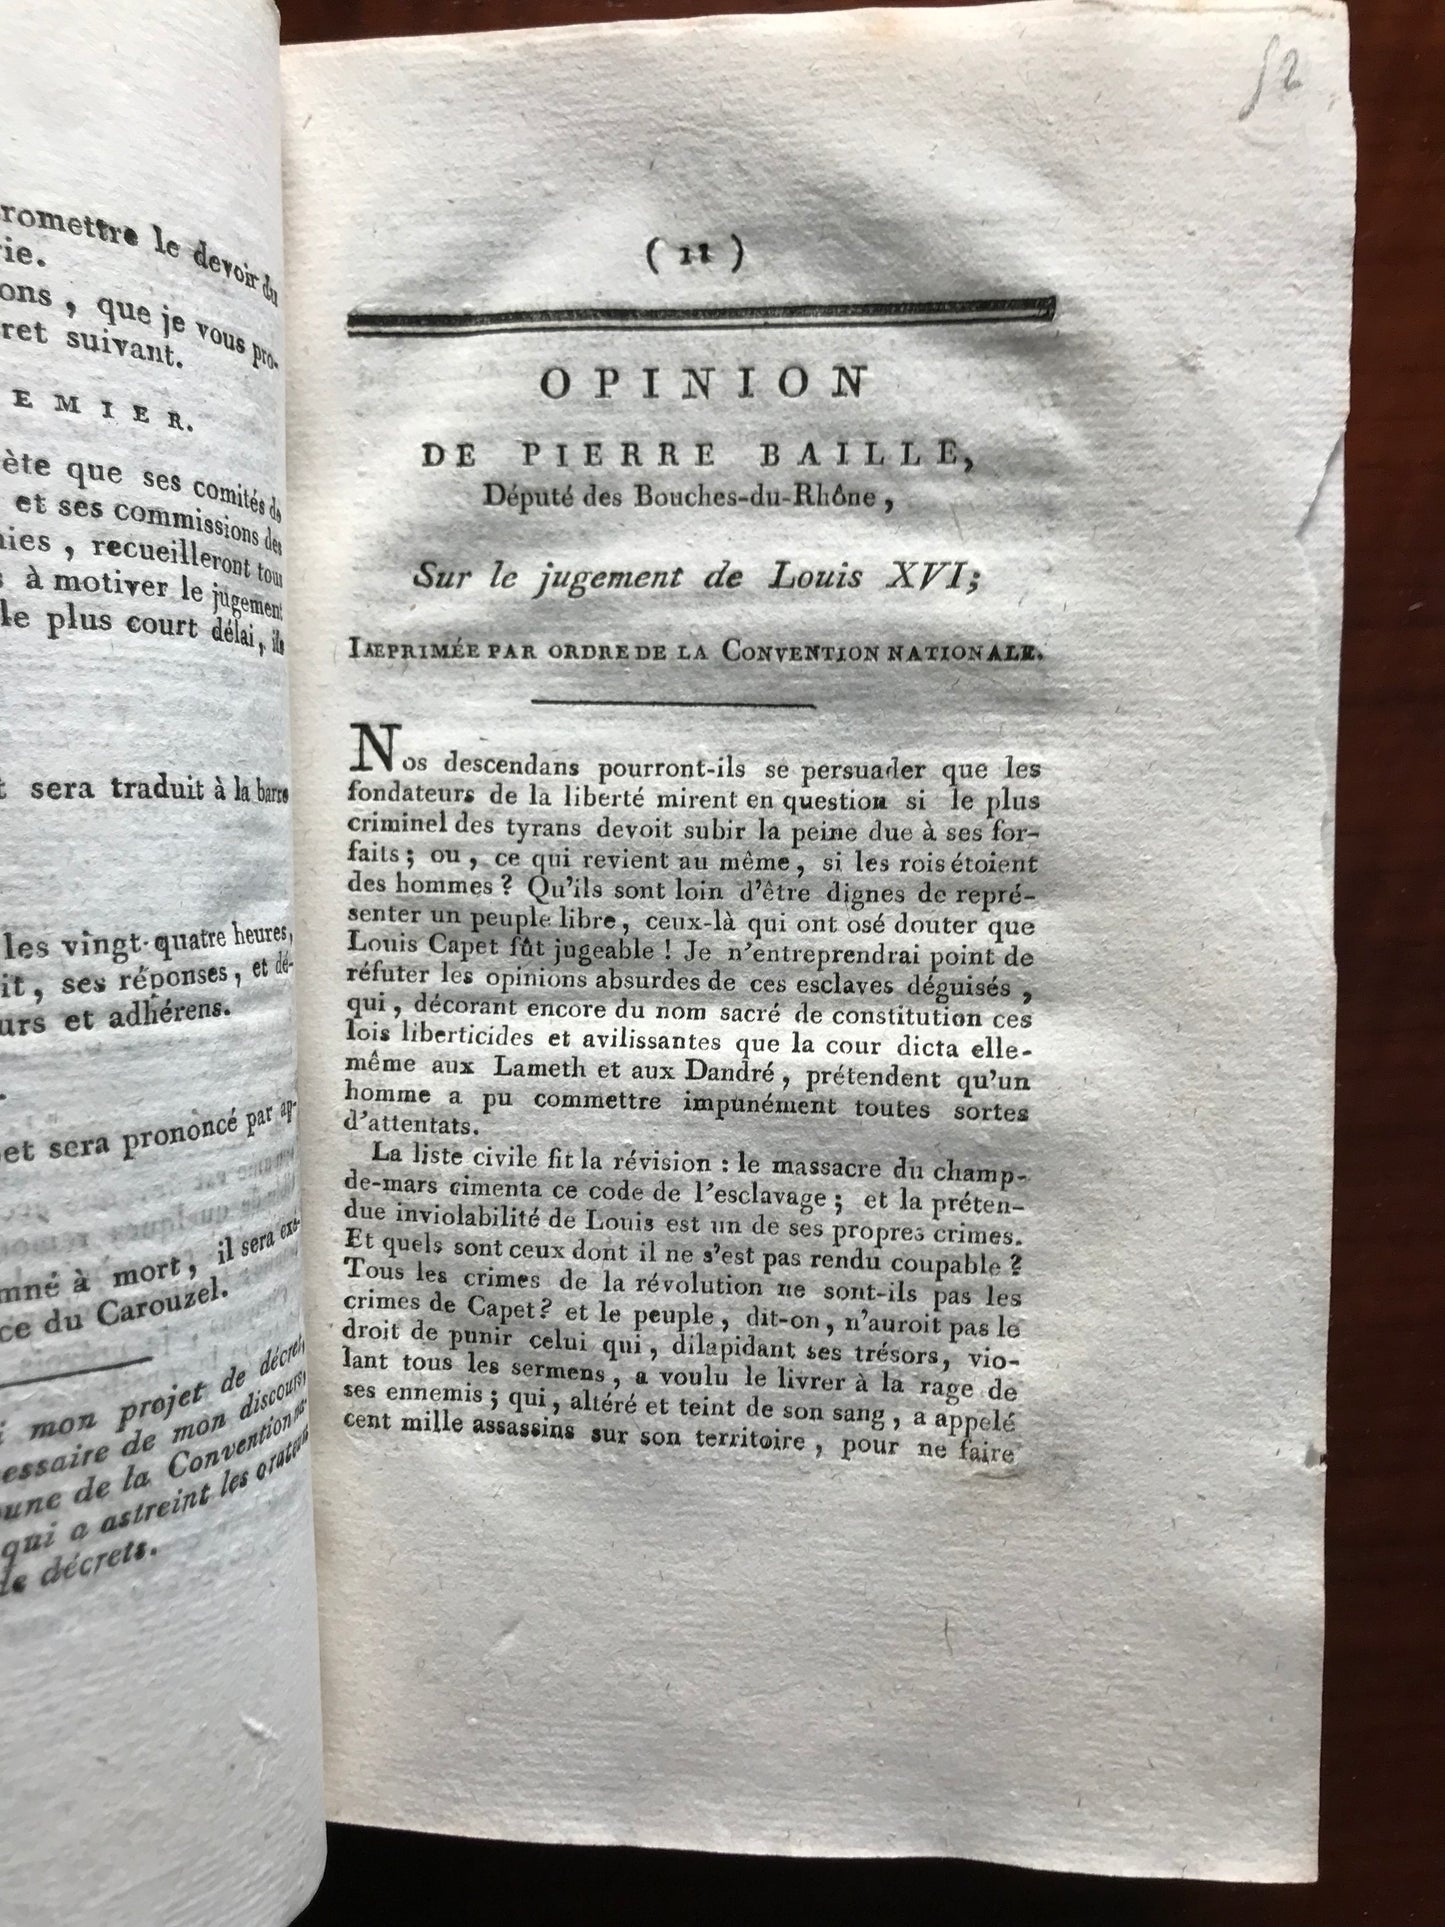 romettre le devoir du
rie.
ons, que je vous pro-
ret suivant.
EMIER.
ète que ses comités de
et ses commissions des
nies, recueilleront tous
s à motiver le jugement
le plus court délai, ils
t sera traduit à la barre
les vingt-quatre heures,
it, ses réponses, et dé-
urs et adhérens.
et sera prononcé par ap-
mné à mort, il sera exé-
ce du Carouzel.
i mon projet de décret,
essaire de mon discours,
une de la Convention na-
qui a astreint les orateurs
de décrets.
52
( 11 )
OPINION
DE PIERRE BAILLE,
Député des Bouches-du-Rhône,
Sur le jugement de Louis XVI;
IMPRIMÉE PAR ORDRE DE LA CONVENTION NATIONALE.
Nos descendans pourront-ils se persuader que les
fondateurs de la liberté mirent en question si le plus
criminel des tyrans devoit subir la peine due à ses for-
faits; ou, ce qui revient au même, si les rois étoient
des hommes? Qu'ils sont loin d'être dignes de repré-
senter un peuple libre, ceux-là qui ont osé douter que
Louis Capet fût jugeable! Je n'entreprendrai point de
réfuter les opinions absurdes de ces esclaves déguisés,
qui, décorant encore du nom sacré de constitution ces
lois liberticides et avilissantes que la cour dicta elle-
même aux Lameth et aux Dandré, prétendent qu'un
homme a pu commettre impunément toutes sortes
d'attentats.
La liste civile fit la révision : le massacre du champ-
de-mars cimenta ce code de l'esclavage; et la préten-
due inviolabilité de Louis est un de ses propres crimes.
Et quels sont ceux dont il ne s'est pas rendu coupable?
Tous les crimes de la révolution ne sont-ils pas les
crimes de Capet? et le peuple, dit-on, n'auroit pas le
droit de punir celui qui, dilapidant ses trésors, vio-
lant tous les sermens, a voulu le livrer à la rage de
ses ennemis; qui, altéré et teint de son sang, a appelé
cent mille assassins sur son territoire, pour ne faire